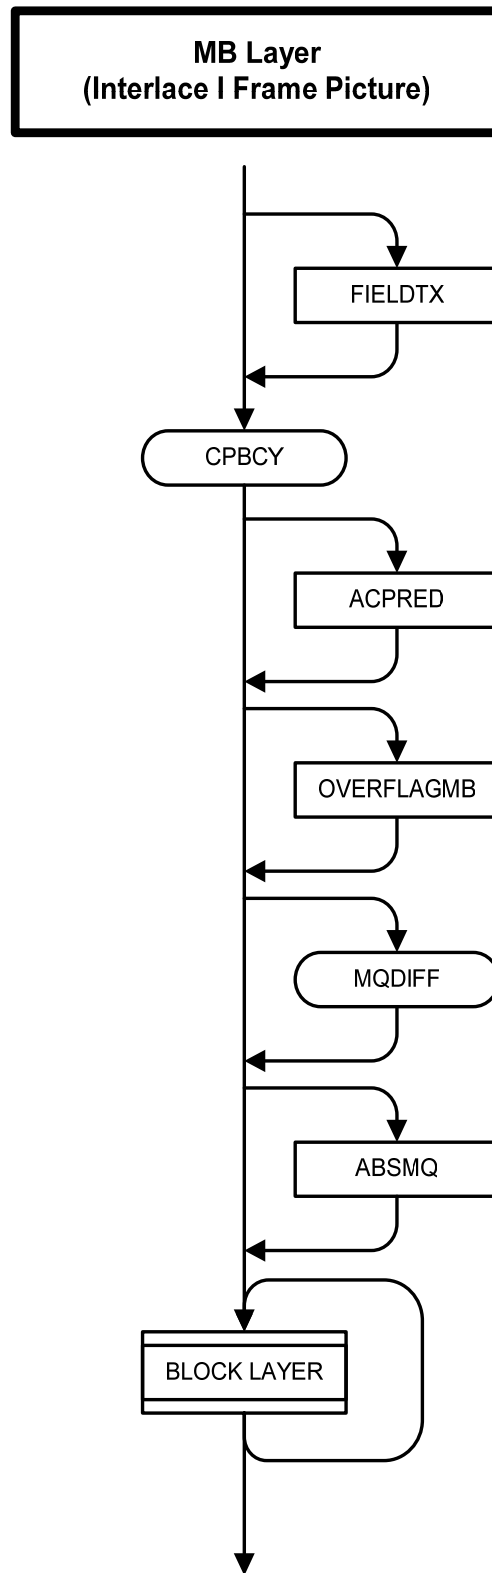 MB Layer
(Interlace I Frame Picture)
FIELDTX
CPBCY
ACPRED
OVERFLAGMB
MQDIFF
ABSMQ
BLOCK LAYER